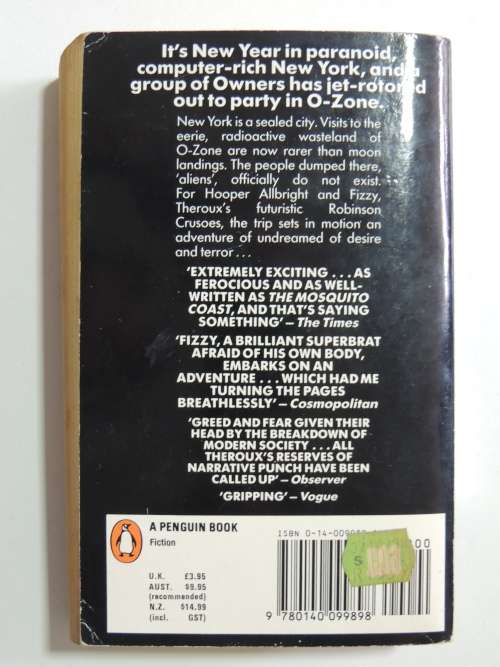 It's New Year in paranoid,
computer-rich New York, and a
group of Owners has jet-rotored
out to party in O-Zone.
New York is a sealed city. Visits to the
eerie, radioactive wasteland of
O-Zone are now rarer than moon
landings. The people dumped there,
'aliens', officially do not exist.
For Hooper Allbright and Fizzy,
Theroux's futuristic Robinson
Crusoes, the trip sets in motion an
adventure of undreamed of desire
and terror...
'EXTREMELY EXCITING...AS
FEROCIOUS AND AS WELL-
WRITTEN AS THE MOSQUITO
COAST, AND THAT'S SAYING
SOMETHING' – The Times
'FIZZY, A BRILLIANT SUPERBRAT
AFRAID OF HIS OWN BODY,
EMBARKS ON AN
ADVENTURE...WHICH HAD ME
TURNING THE PAGES
BREATHLESSLY' – Cosmopolitan
'GREED AND FEAR GIVEN THEIR
HEAD BY THE BREAKDOWN OF
MODERN SOCIETY...ALL
THEROUX'S RESERVES OF
NARRATIVE PUNCH HAVE BEEN
CALLED UP' – Observer
'GRIPPING' – Vogue
A PENGUIN BOOK
Fiction
U.K. £3.95
AUST. $9.95
(recommended)
N.Z. $14.99
(incl. GST)
ISBN
00
$
9 780140 099898